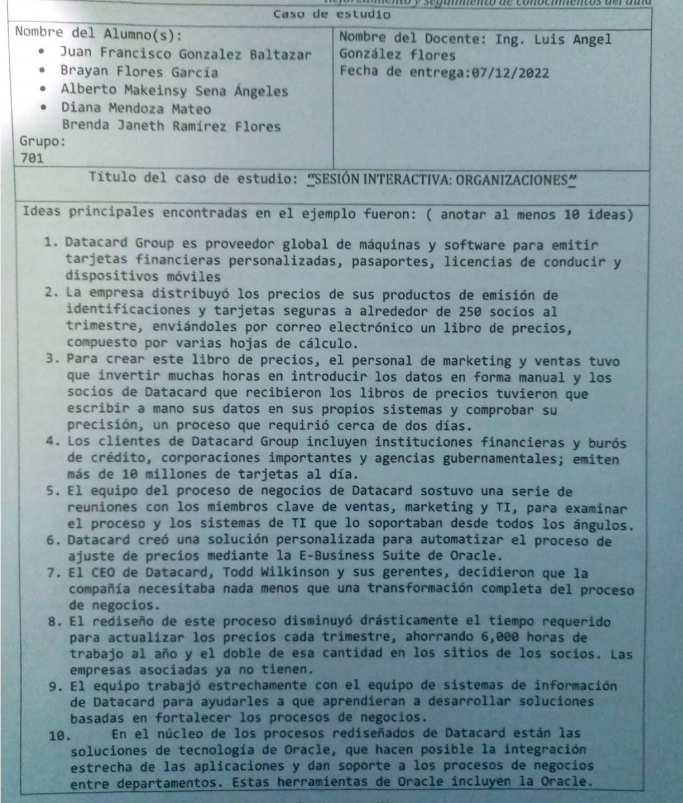 Reforzamiento y seguimiento de conocimientos del aula
Caso de estudio
Nombre del Alumno(s):
• Juan Francisco Gonzalez Baltazar
• Brayan Flores García
• Alberto Makeinsy Sena Ángeles
• Diana Mendoza Mateo
Brenda Janeth Ramírez Flores
Grupo:
701
Nombre del Docente: Ing. Luis Angel
González flores
Fecha de entrega:07/12/2022
Título del caso de estudio: "SESIÓN INTERACTIVA: ORGANIZACIONES"
Ideas principales encontradas en el ejemplo fueron: ( anotar al menos 10 ideas)
1. Datacard Group es proveedor global de máquinas y software para emitir
tarjetas financieras personalizadas, pasaportes, licencias de conducir y
dispositivos móviles
2. La empresa distribuyó los precios de sus productos de emisión de
identificaciones y tarjetas seguras a alrededor de 250 socios al
trimestre, enviándoles por correo electrónico un libro de precios,
compuesto por varias hojas de cálculo.
3. Para crear este libro de precios, el personal de marketing y ventas tuvo
que invertir muchas horas en introducir los datos en forma manual y los
socios de Datacard que recibieron los libros de precios tuvieron que
escribir a mano sus datos en sus propios sistemas y comprobar su
precisión, un proceso que requirió cerca de dos días.
4. Los clientes de Datacard Group incluyen instituciones financieras y burós
de crédito, corporaciones importantes y agencias gubernamentales; emiten
más de 10 millones de tarjetas al día.
5. El equipo del proceso de negocios de Datacard sostuvo una serie de
reuniones con los miembros clave de ventas, marketing y TI, para examinar
el proceso y los sistemas de TI que lo soportaban desde todos los ángulos.
6. Datacard creó una solución personalizada para automatizar el proceso de
ajuste de precios mediante la E-Business Suite de Oracle.
7. El CEO de Datacard, Todd Wilkinson y sus gerentes, decidieron que la
compañía necesitaba nada menos que una transformación completa del proceso
de negocios.
8. El rediseño de este proceso disminuyó drásticamente el tiempo requerido
para actualizar los precios cada trimestre, ahorrando 6,000 horas de
trabajo al año y el doble de esa cantidad en los sitios de los socios. Las
empresas asociadas ya no tienen.
9. El equipo trabajó estrechamente con el equipo de sistemas de información
de Datacard para ayudarles a que aprendieran a desarrollar soluciones
basadas en fortalecer los procesos de negocios.
10. En el núcleo de los procesos rediseñados de Datacard están las
soluciones de tecnología de Oracle, que hacen posible la integración
estrecha de las aplicaciones y dan soporte a los procesos de negocios
entre departamentos. Estas herramientas de Oracle incluyen la Oracle.